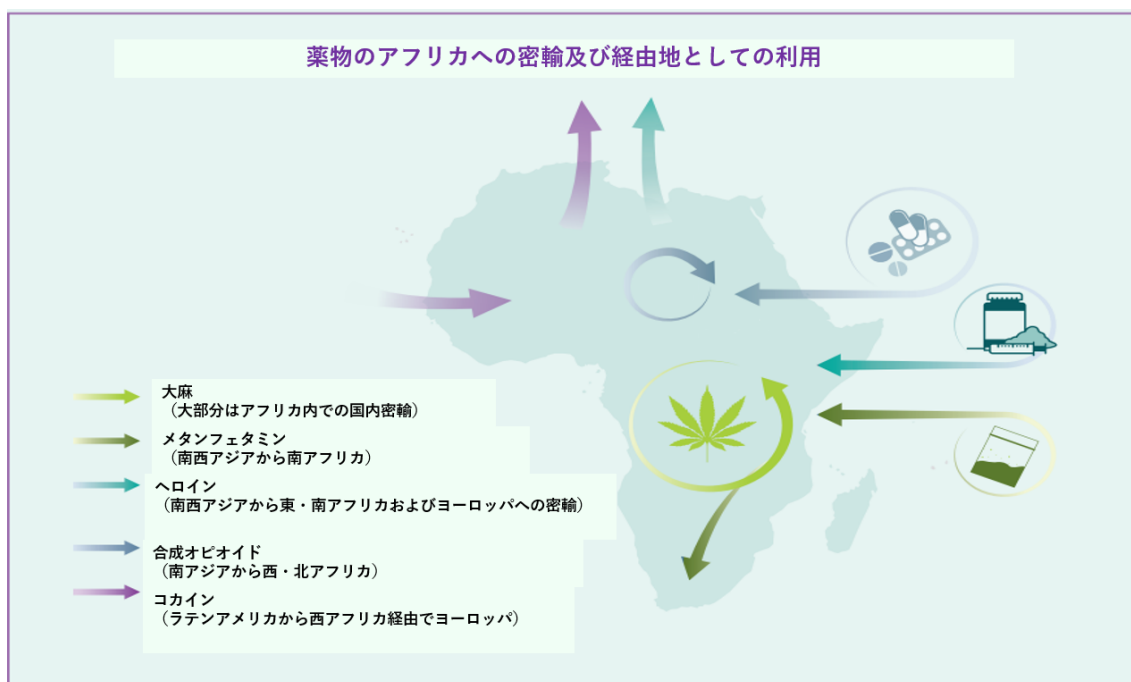 薬物のアフリカへの密輸及び経由地としての利用
大麻
（大部分はアフリカ内での国内密輸）
メタンフェタミン
（南西アジアから南アフリカ）
ヘロイン
（南西アジアから東・南アフリカおよびヨーロッパへの密輸）
合成オピオイド
（南アジアから西・北アフリカ）
コカイン
（ラテンアメリカから西アフリカ経由でヨーロッパ）